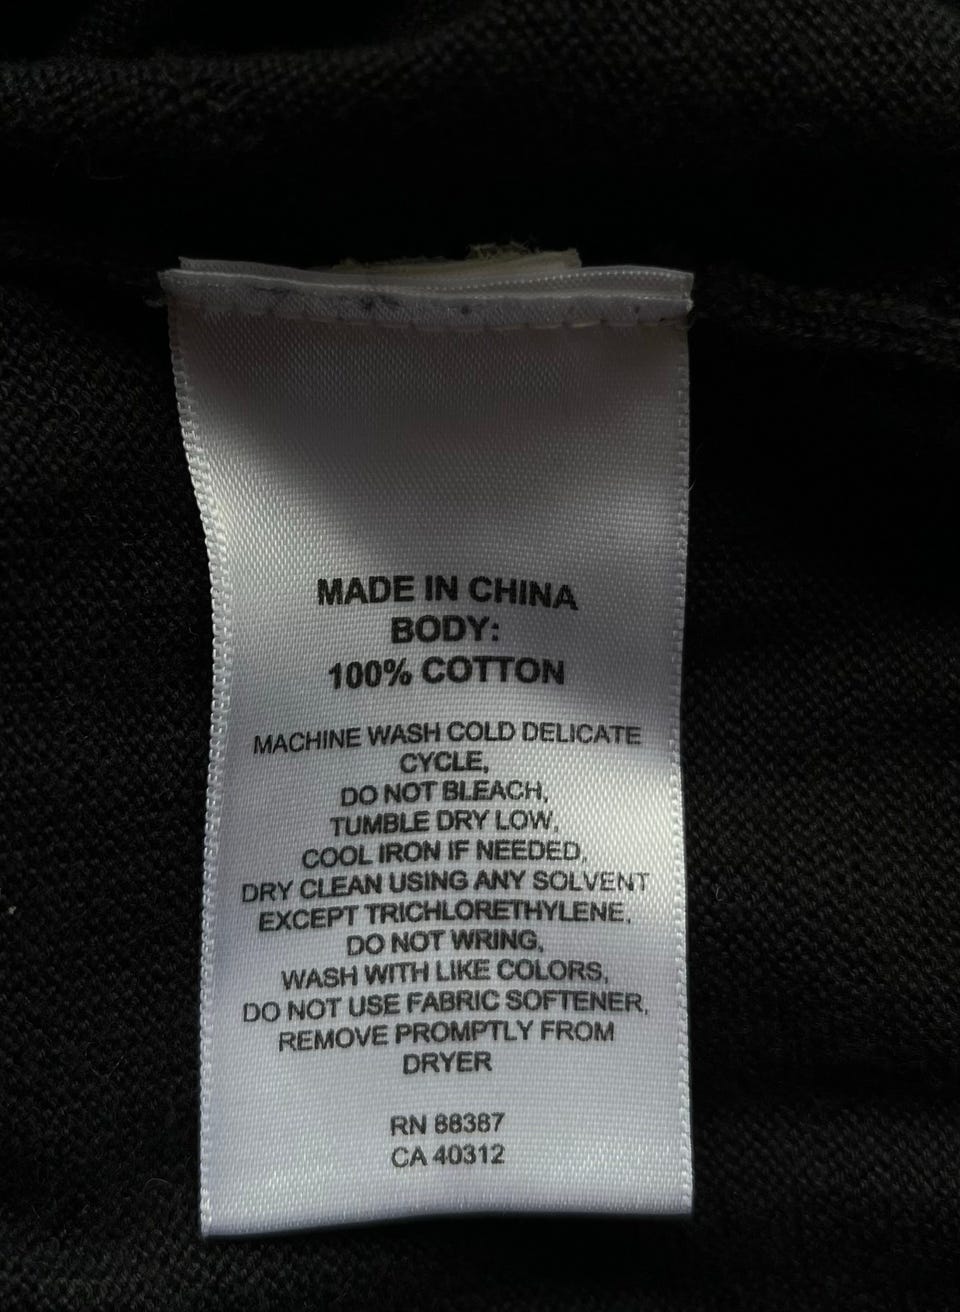 MADE IN CHINA
BODY:
100% COTTON
MACHINE WASH COLD DELICATE
CYCLE,
DO NOT BLEACH,
TUMBLE DRY LOW,
COOL IRON IF NEEDED,
DRY CLEAN USING ANY SOLVENT
EXCEPT TRICHLORETHYLENE,
DO NOT WRING,
WASH WITH LIKE COLORS,
DO NOT USE FABRIC SOFTENER,
REMOVE PROMPTLY FROM
DRYER
RN 88387
CA 40312